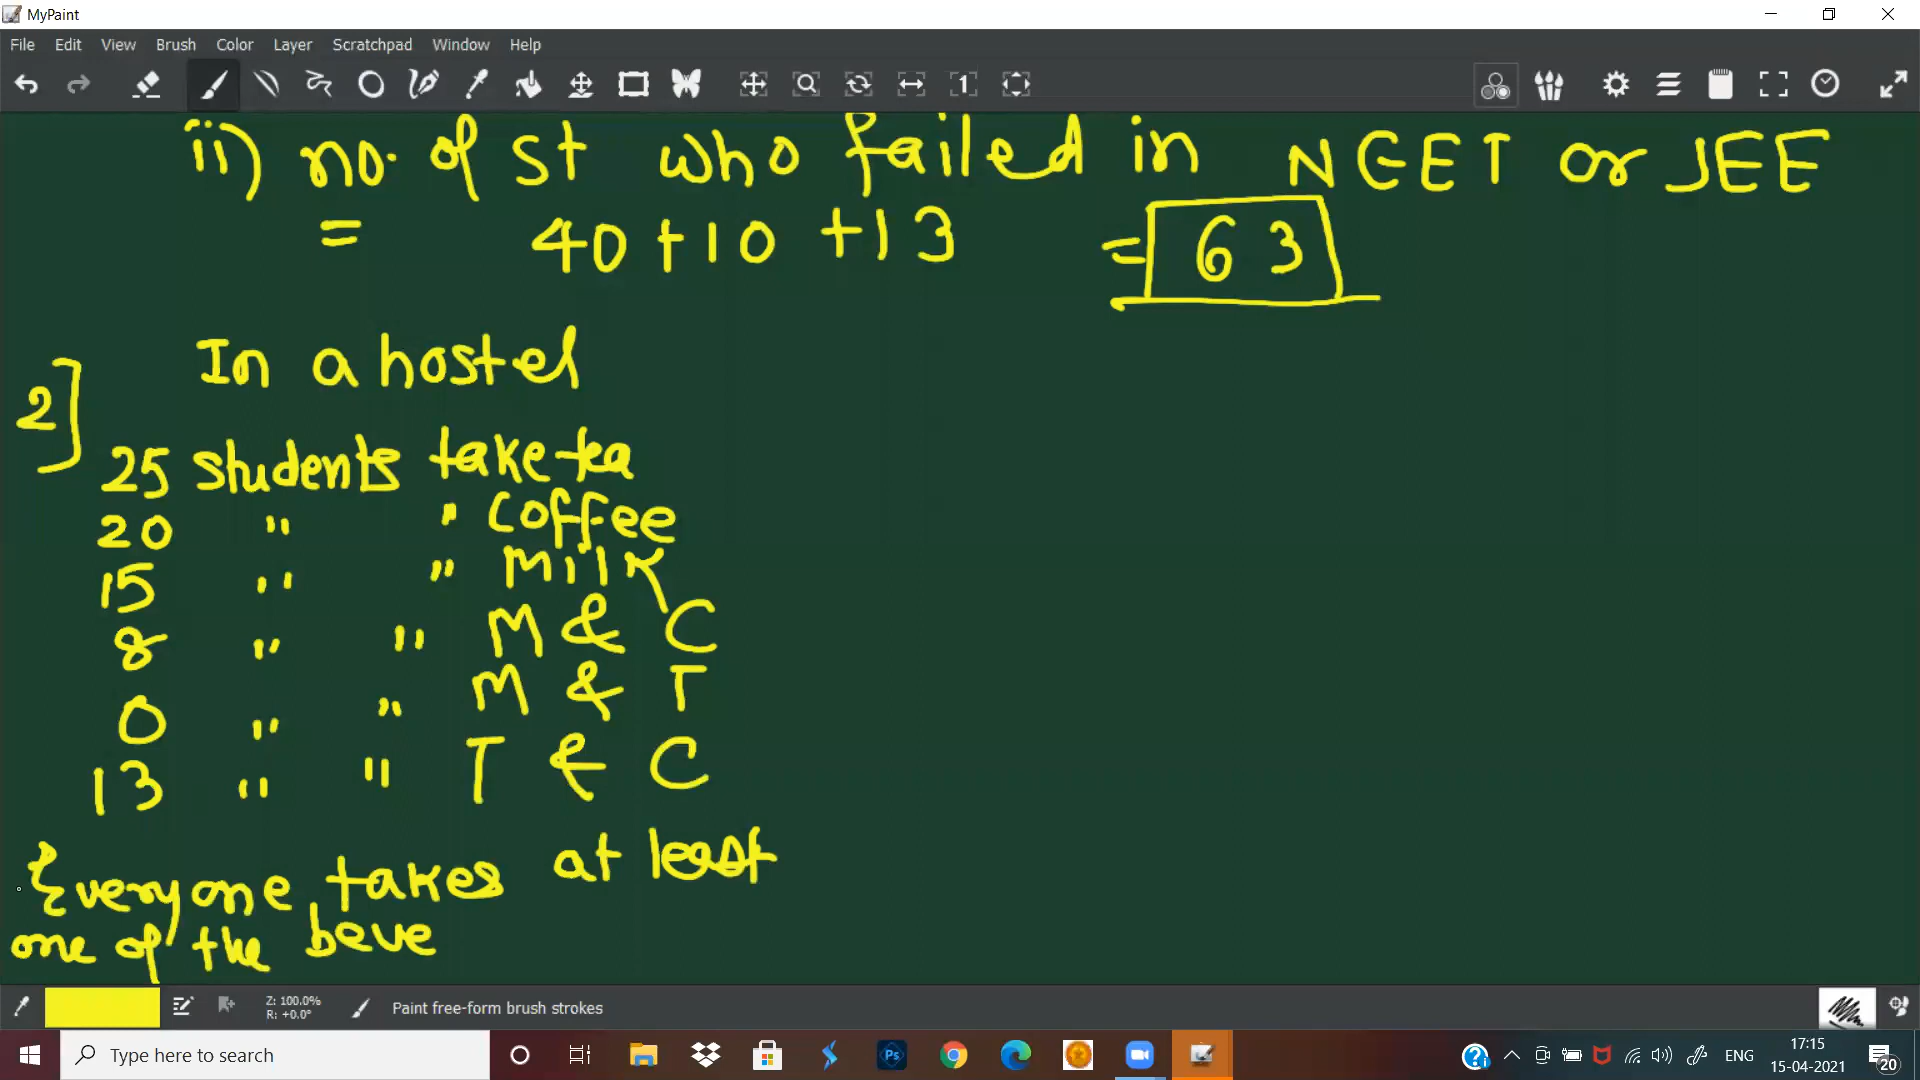 MyPaint
File Edit View Brush Color Layer Scratchpad Window Help
ii) no. of st who failed in NEET or JEE
= 40 + 10 + 13 = 63
2] In a hostel
25 students take tea
20 " " Coffee
15 " " Milk
8 " " M & C
0 " " M & T
13 " " T & C
Everyone takes at least
one of the beve
Z: 100.0%
R: +0.0°
Paint free-form brush strokes
Type here to search
ENG
17:15
15-04-2021
20